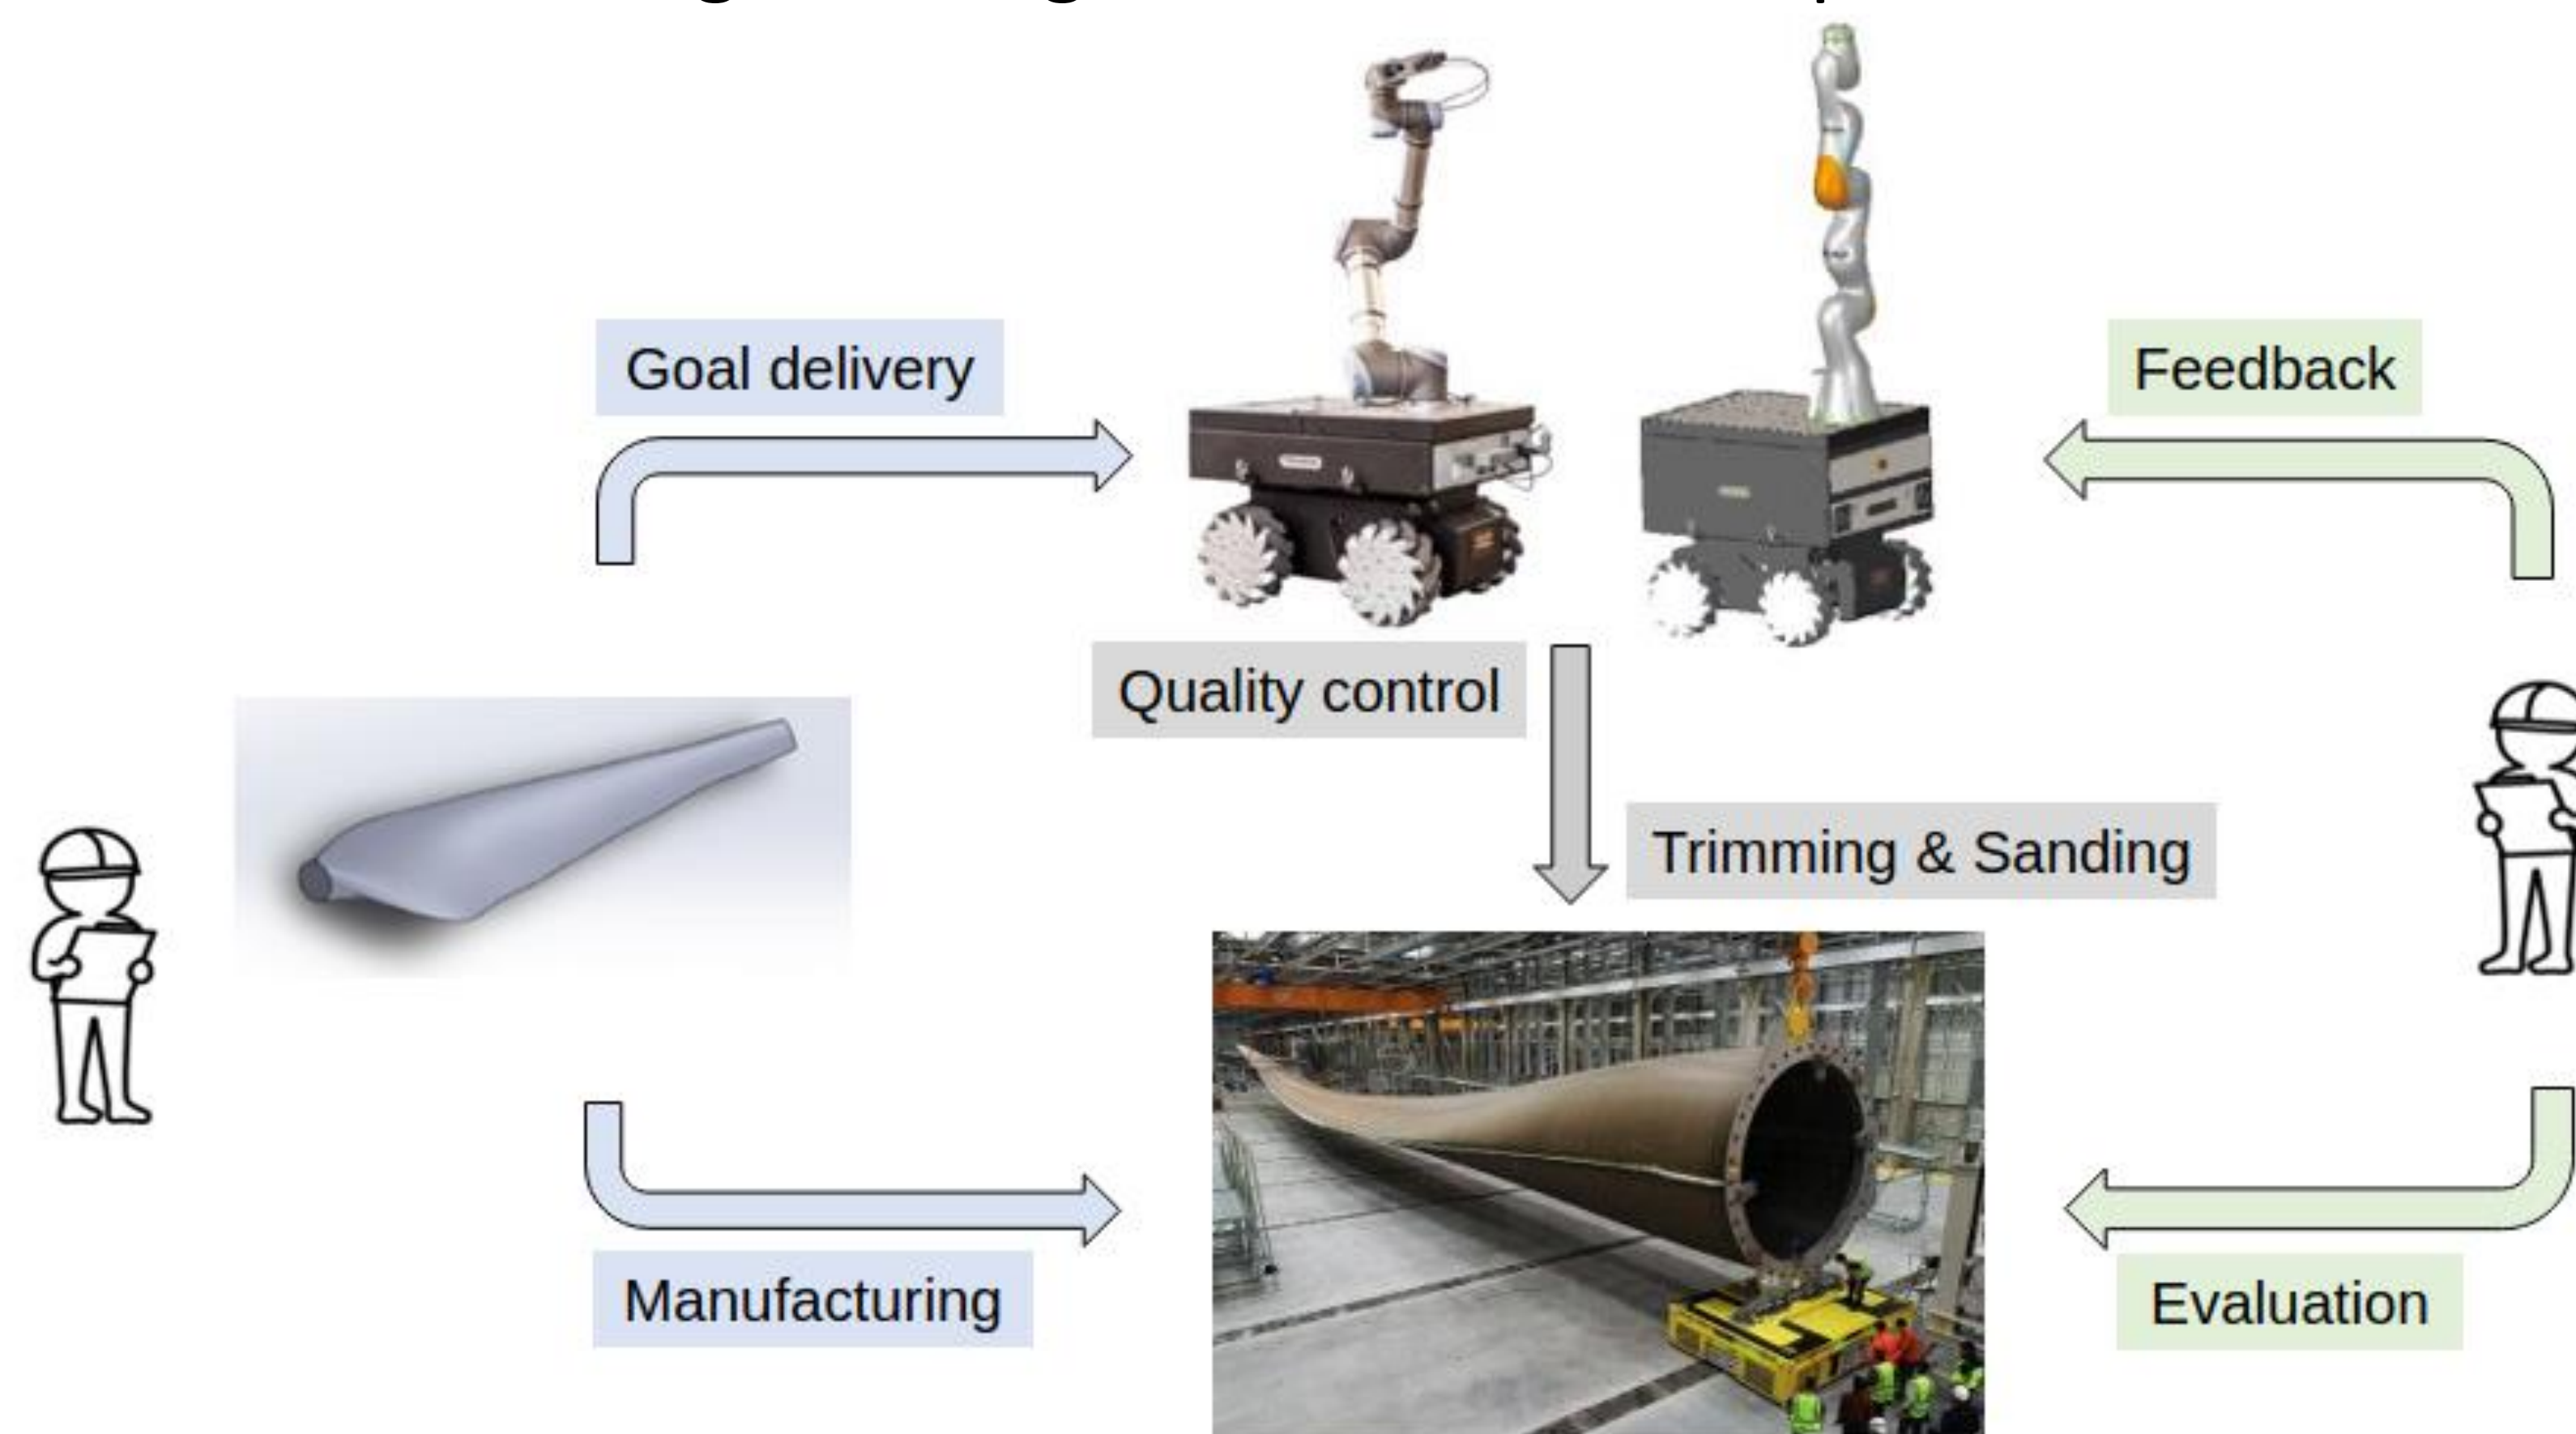 Goal delivery
Feedback
Quality control
Trimming & Sanding
Manufacturing
Evaluation